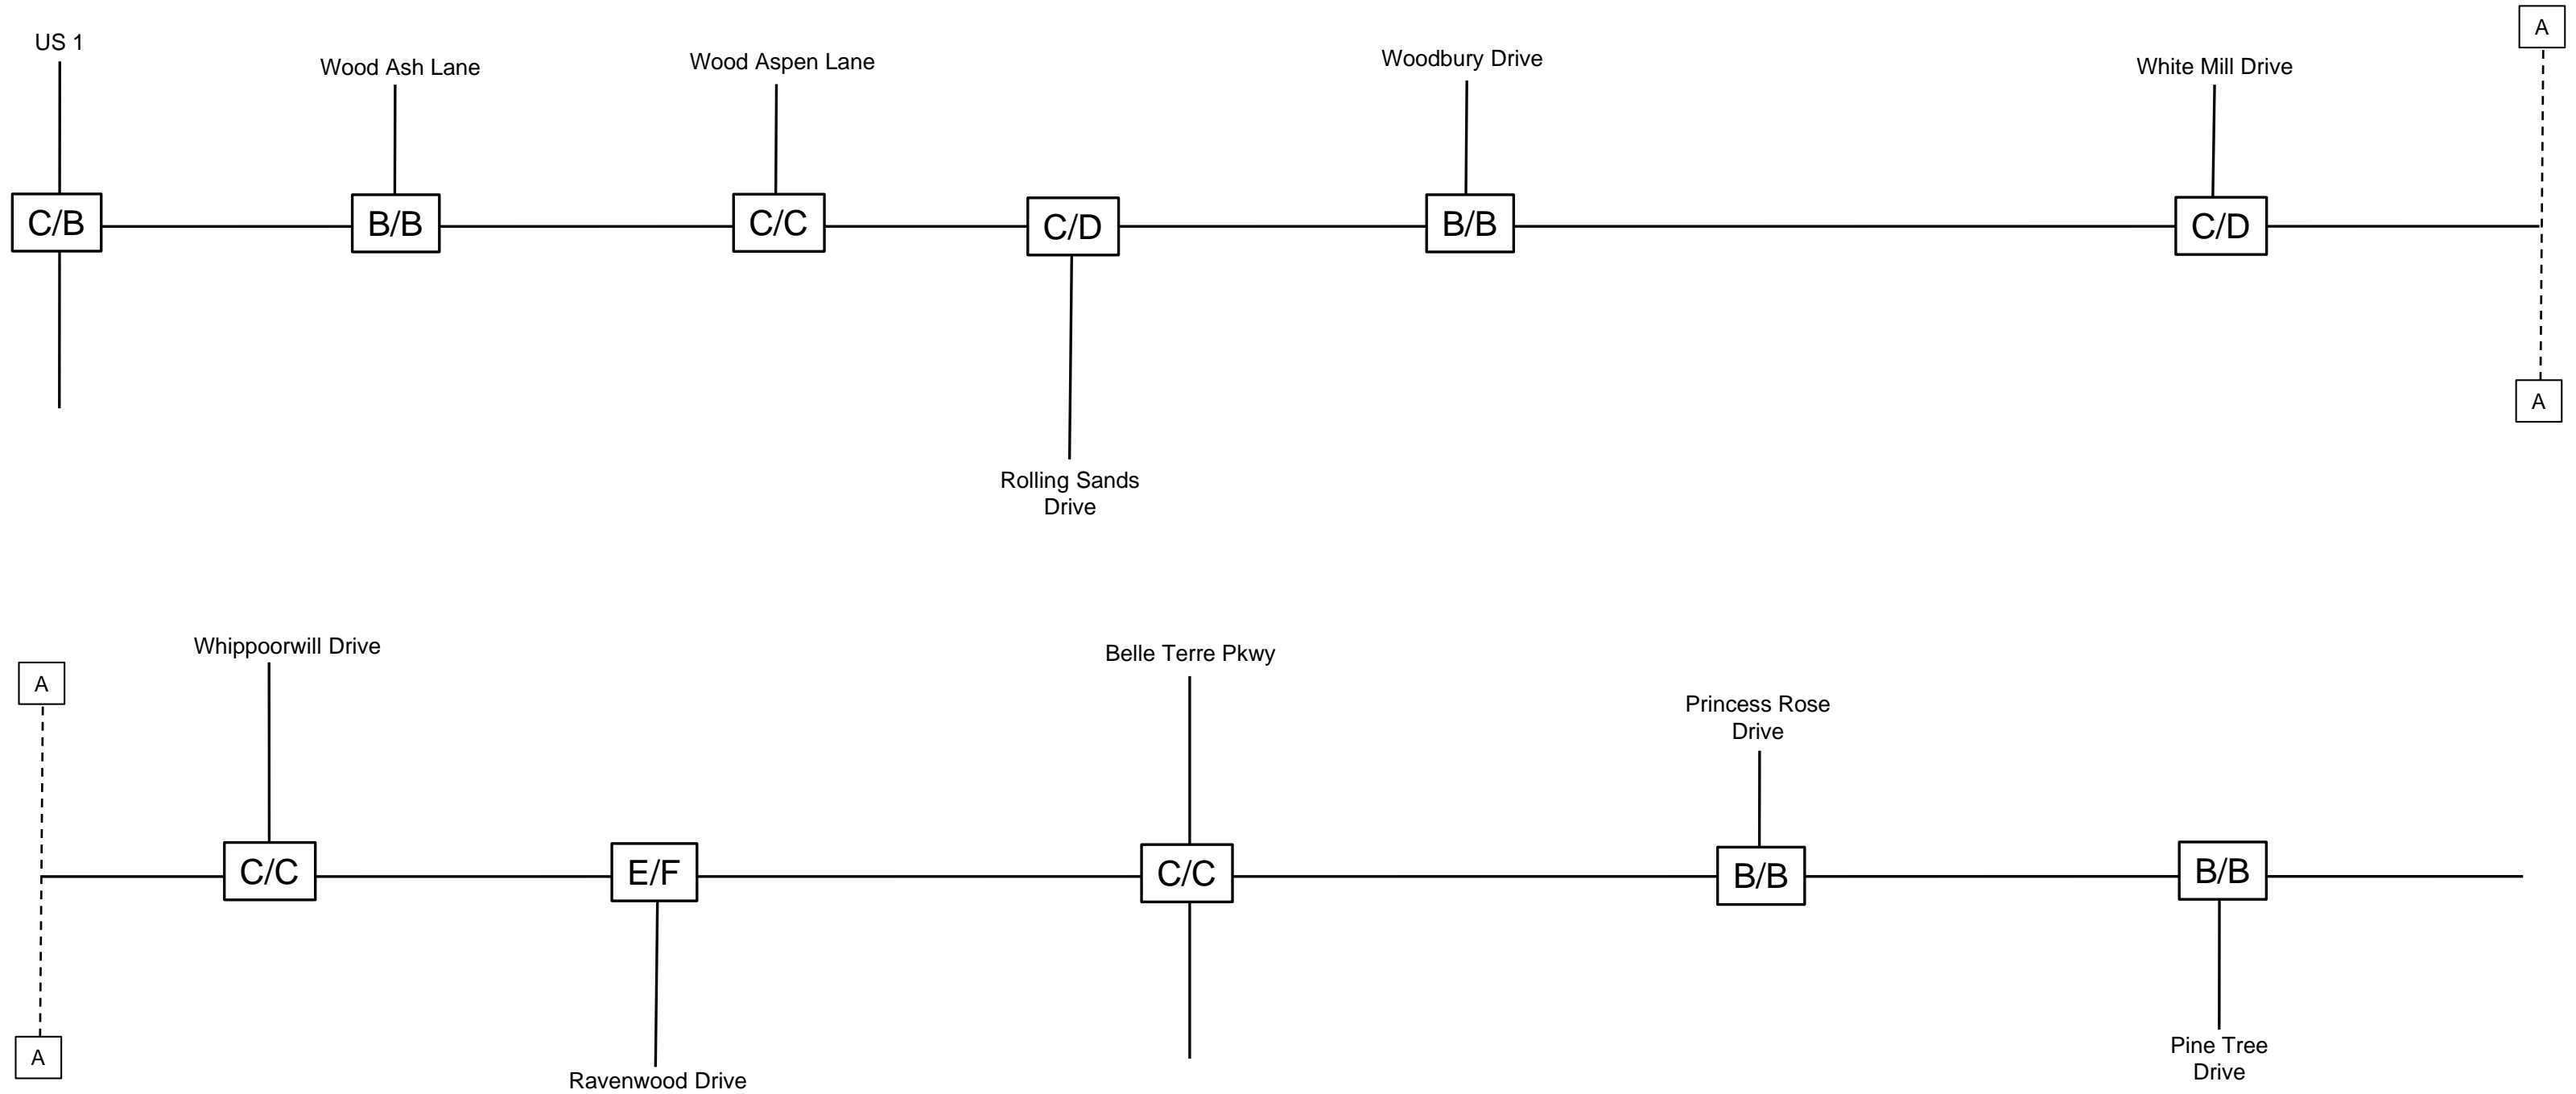 US 1
Wood Ash Lane
Wood Aspen Lane
Woodbury Drive
White Mill Drive
A
C/B
B/B
C/C
C/D
B/B
C/D
A
Rolling Sands
Drive
A
Whippoorwill Drive
Belle Terre Pkwy
Princess Rose
Drive
C/C
E/F
C/C
B/B
B/B
A
Ravenwood Drive
Pine Tree
Drive